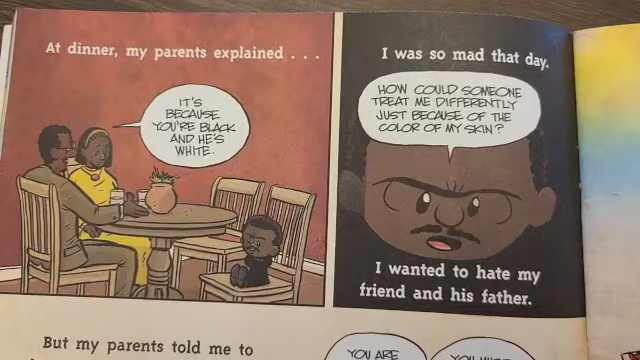 At dinner, my parents explained . . .
IT'S
BECAUSE
YOU'RE BLACK
AND HE'S
WHITE.
I was so mad that day.
HOW COULD SOMEONE
TREAT ME DIFFERENTLY
JUST BECAUSE OF THE
COLOR OF MY SKIN?
I wanted to hate my
friend and his father.
But my parents told me to
YOU ARE
YOU MUST